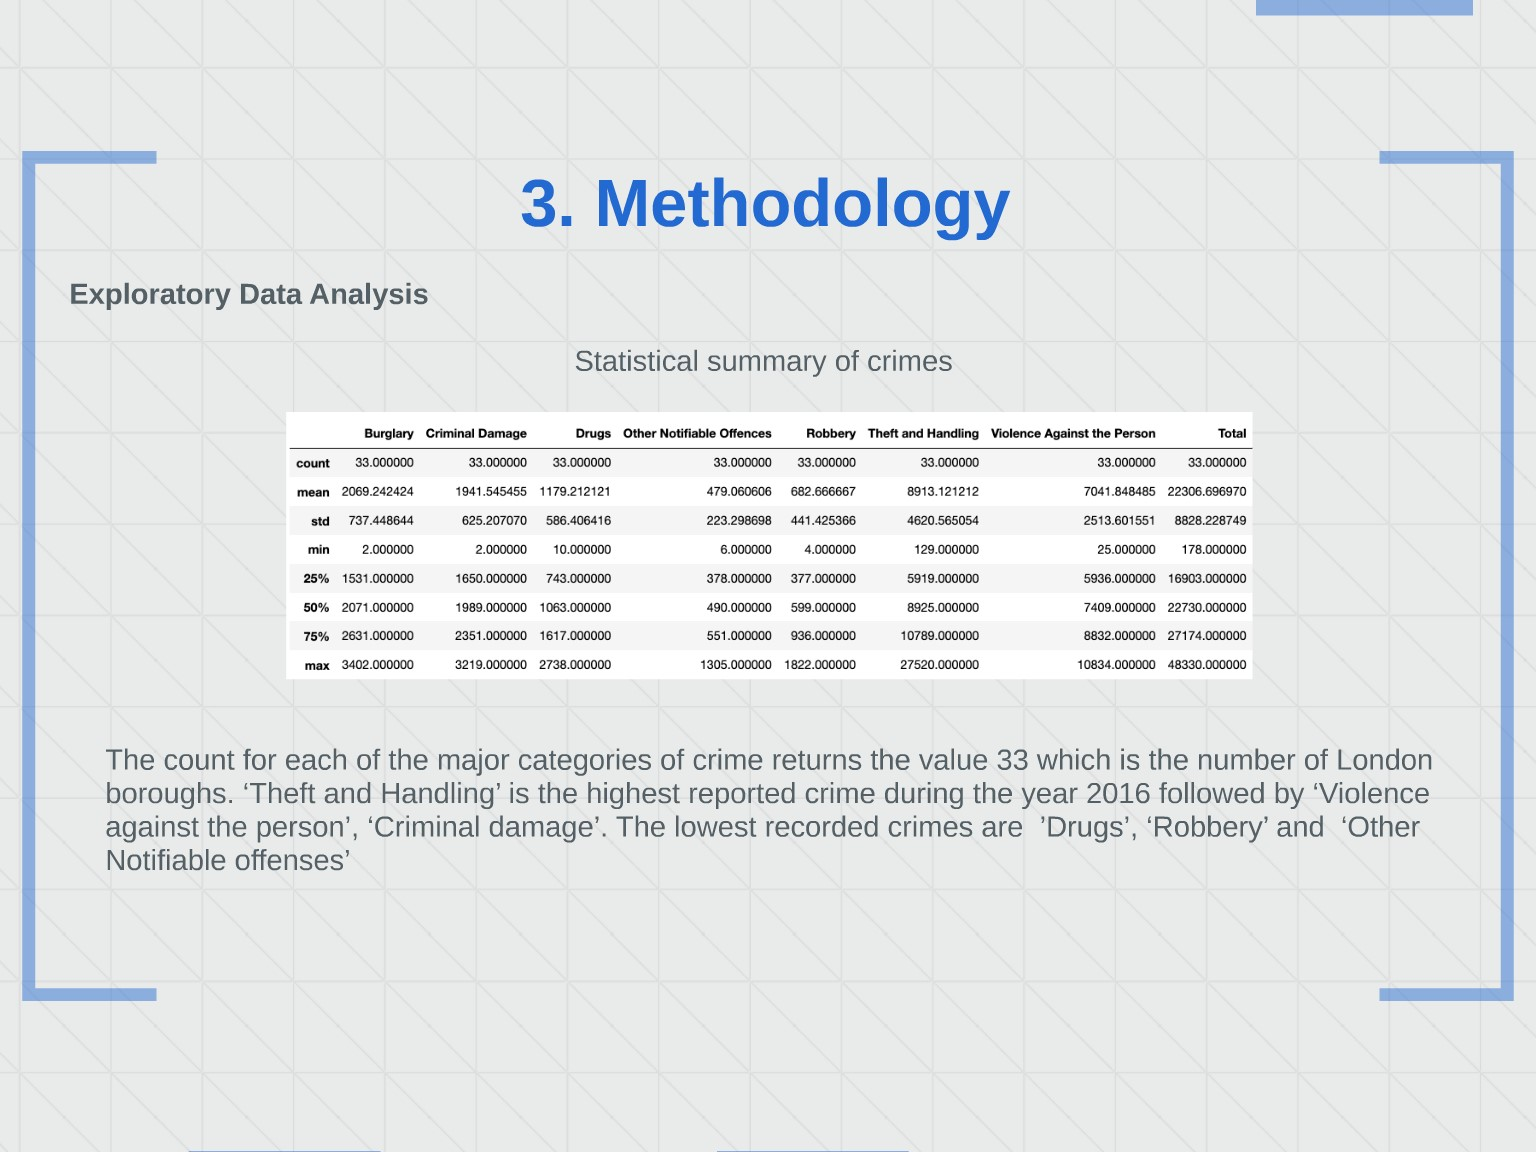 3. Methodology
Exploratory Data Analysis
Statistical summary of crimes
Burglary Criminal Damage Drugs Other Notifiable Offences Robbery Theft and Handling Violence Against the Person Total
count 33.000000 33.000000 33.000000 33.000000 33.000000 33.000000 33.000000 33.000000
mean 2069.242424 1941.545455 1179.212121 479.060606 682.666667 8913.121212 7041.848485 22306.696970
std 737.448644 625.207070 586.406416 223.298698 441.425366 4620.565054 2513.601551 8828.228749
min 2.000000 2.000000 10.000000 6.000000 4.000000 129.000000 25.000000 178.000000
25% 1531.000000 1650.000000 743.000000 378.000000 377.000000 5919.000000 5936.000000 16903.000000
50% 2071.000000 1989.000000 1063.000000 490.000000 599.000000 8925.000000 7409.000000 22730.000000
75% 2631.000000 2351.000000 1617.000000 551.000000 936.000000 10789.000000 8832.000000 27174.000000
max 3402.000000 3219.000000 2738.000000 1305.000000 1822.000000 27520.000000 10834.000000 48330.000000
The count for each of the major categories of crime returns the value 33 which is the number of London
boroughs. ‘Theft and Handling’ is the highest reported crime during the year 2016 followed by ‘Violence
against the person’, ‘Criminal damage’. The lowest recorded crimes are  ’Drugs’, ‘Robbery’ and  ‘Other
Notifiable offenses’